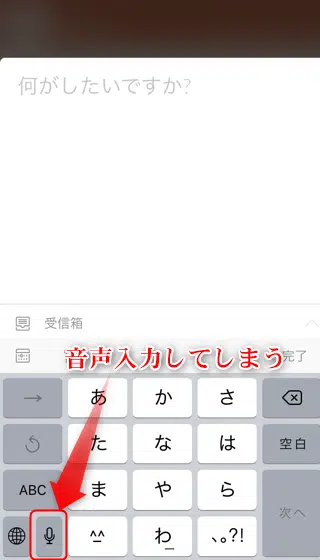 何がしたいですか?
受信箱
音声入力してしまう
完了
→ あ か さ
た な は 空白
ABC ま や ら
次へ
^^ わ_ 、。?!